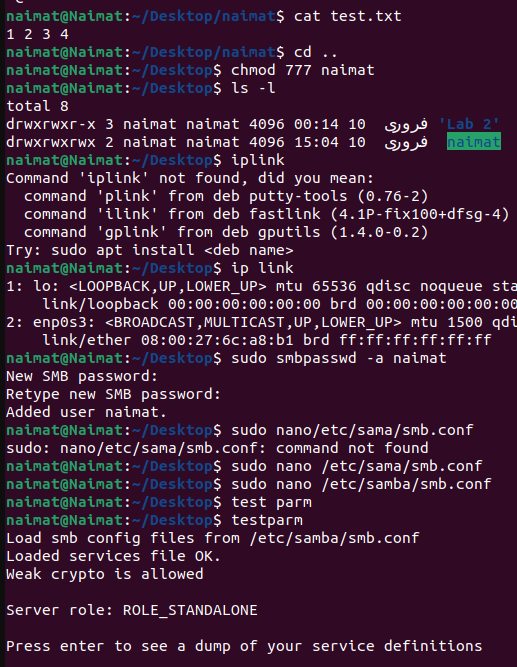 naimat@Naimat:~/Desktop/naimat$ cat test.txt
1 2 3 4
naimat@Naimat:~/Desktop/naimat$ cd ..
naimat@Naimat:~/Desktop$ chmod 777 naimat
naimat@Naimat:~/Desktop$ ls -l
total 8
drwxrwxr-x 3 naimat naimat 4096 00:14 10 فروری 'Lab 2'
drwxrwxrwx 2 naimat naimat 4096 15:04 10 فروری naimat
naimat@Naimat:~/Desktop$ iplink
Command 'iplink' not found, did you mean:
  command 'plink' from deb putty-tools (0.76-2)
  command 'ilink' from deb fastlink (4.1P-fix100+dfsg-4)
  command 'gplink' from deb gputils (1.4.0-0.2)
Try: sudo apt install <deb name>
naimat@Naimat:~/Desktop$ ip link
1: lo: <LOOPBACK,UP,LOWER_UP> mtu 65536 qdisc noqueue sta
    link/loopback 00:00:00:00:00:00 brd 00:00:00:00:00:00
2: enp0s3: <BROADCAST,MULTICAST,UP,LOWER_UP> mtu 1500 qdi
    link/ether 08:00:27:6c:a8:b1 brd ff:ff:ff:ff:ff:ff
naimat@Naimat:~/Desktop$ sudo smbpasswd -a naimat
New SMB password:
Retype new SMB password:
Added user naimat.
naimat@Naimat:~/Desktop$ sudo nano/etc/sama/smb.conf
sudo: nano/etc/sama/smb.conf: command not found
naimat@Naimat:~/Desktop$ sudo nano /etc/sama/smb.conf
naimat@Naimat:~/Desktop$ sudo nano /etc/samba/smb.conf
naimat@Naimat:~/Desktop$ test parm
naimat@Naimat:~/Desktop$ testparm
Load smb config files from /etc/samba/smb.conf
Loaded services file OK.
Weak crypto is allowed
Server role: ROLE_STANDALONE
Press enter to see a dump of your service definitions